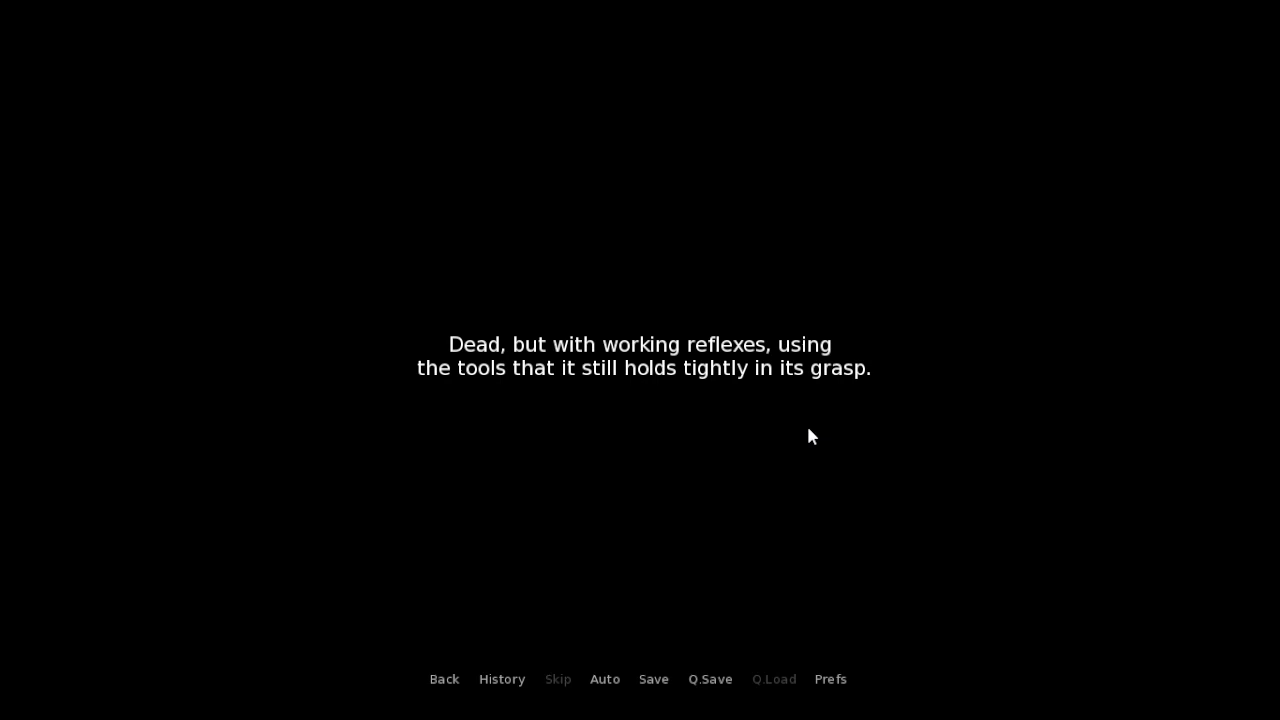 Dead, but with working reflexes, using
the tools that it still holds tightly in its grasp.
Back History Skip Auto Save Q.Save Q.Load Prefs